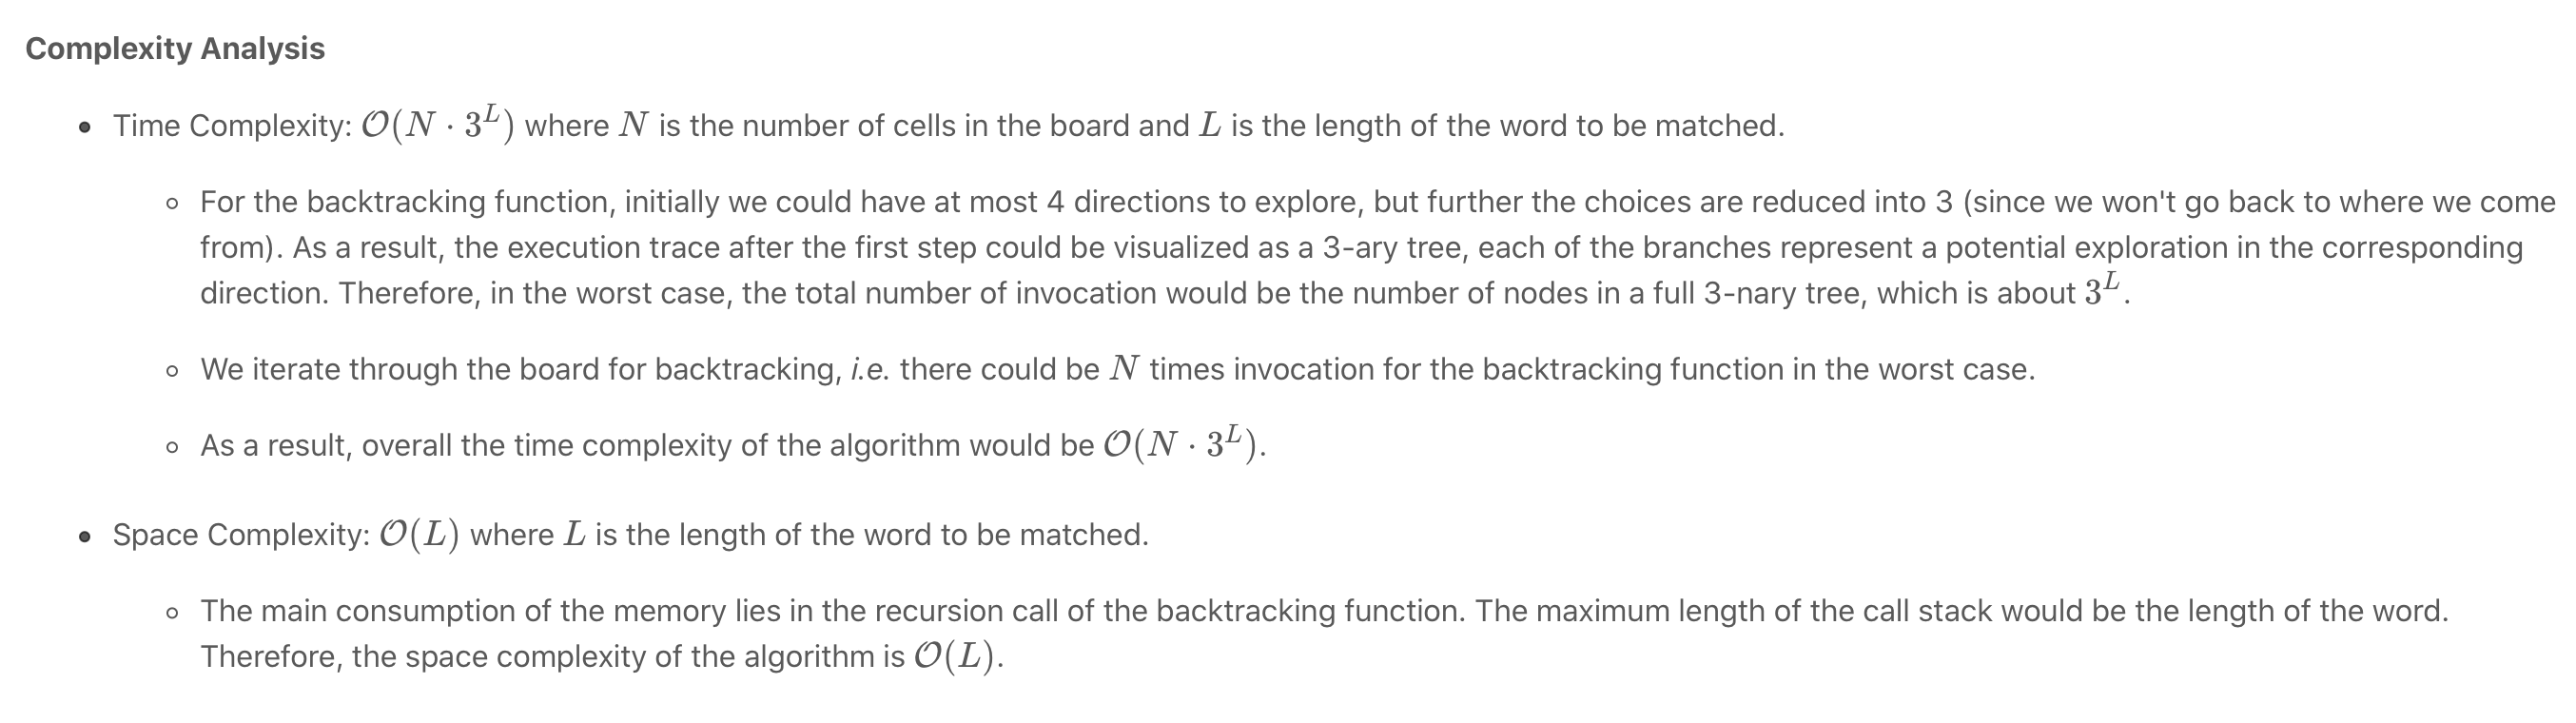 Complexity Analysis
• Time Complexity: 𝒪(N · 3^L) where N is the number of cells in the board and L is the length of the word to be matched.
◦ For the backtracking function, initially we could have at most 4 directions to explore, but further the choices are reduced into 3 (since we won't go back to where we come
from). As a result, the execution trace after the first step could be visualized as a 3-ary tree, each of the branches represent a potential exploration in the corresponding
direction. Therefore, in the worst case, the total number of invocation would be the number of nodes in a full 3-nary tree, which is about 3^L.
◦ We iterate through the board for backtracking, i.e. there could be N times invocation for the backtracking function in the worst case.
◦ As a result, overall the time complexity of the algorithm would be 𝒪(N · 3^L).
• Space Complexity: 𝒪(L) where L is the length of the word to be matched.
◦ The main consumption of the memory lies in the recursion call of the backtracking function. The maximum length of the call stack would be the length of the word.
Therefore, the space complexity of the algorithm is 𝒪(L).